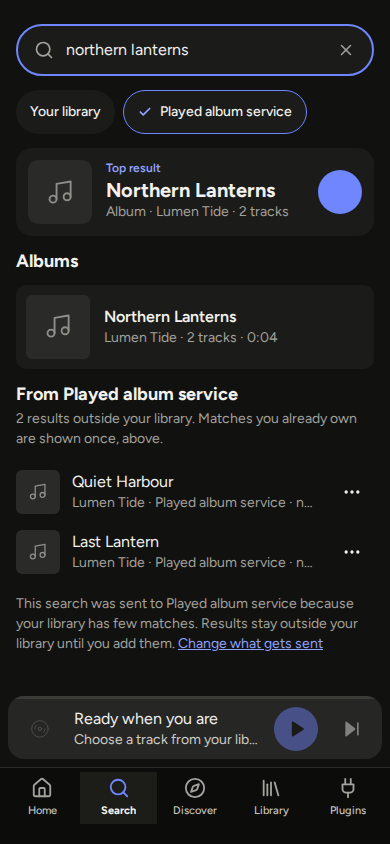 northern lanterns
Your library
Played album service
Top result
Northern Lanterns
Album · Lumen Tide · 2 tracks
Albums
Northern Lanterns
Lumen Tide · 2 tracks · 0:04
From Played album service
2 results outside your library. Matches you already own
are shown once, above.
Quiet Harbour
Lumen Tide · Played album service · n...
Last Lantern
Lumen Tide · Played album service · n...
This search was sent to Played album service because
your library has few matches. Results stay outside your
library until you add them. Change what gets sent
Ready when you are
Choose a track from your lib...
Home
Search
Discover
Library
Plugins